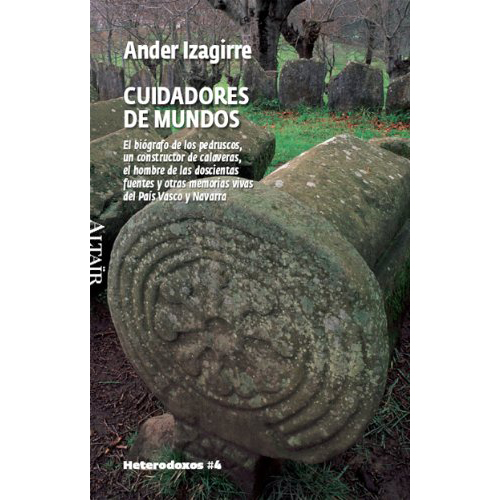 Ander Izagirre
CUIDADORES
DE MUNDOS
El biógrafo de los pedruscos,
un constructor de calaveras,
el hombre de las doscientas
fuentes y otras memorias vivas
del País Vasco y Navarra
ALTAÏR
Heterodoxos #4